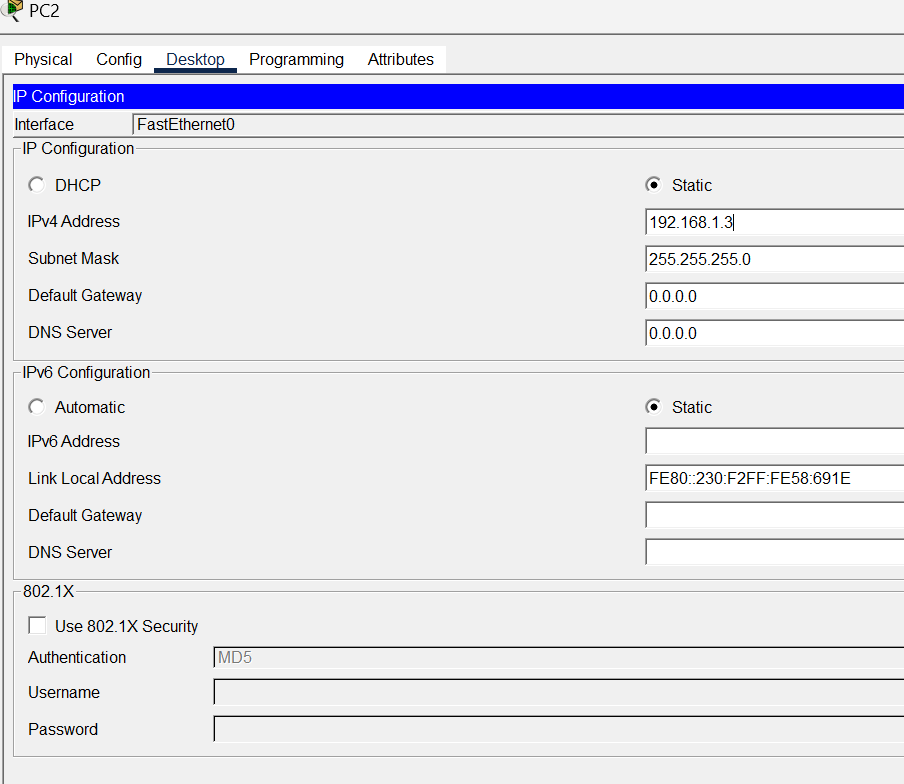 PC2
Physical Config Desktop Programming Attributes
IP Configuration
Interface FastEthernet0
IP Configuration
DHCP Static
IPv4 Address 192.168.1.3
Subnet Mask 255.255.255.0
Default Gateway 0.0.0.0
DNS Server 0.0.0.0
IPv6 Configuration
Automatic Static
IPv6 Address
Link Local Address FE80::230:F2FF:FE58:691E
Default Gateway
DNS Server
802.1X
Use 802.1X Security
Authentication MD5
Username
Password